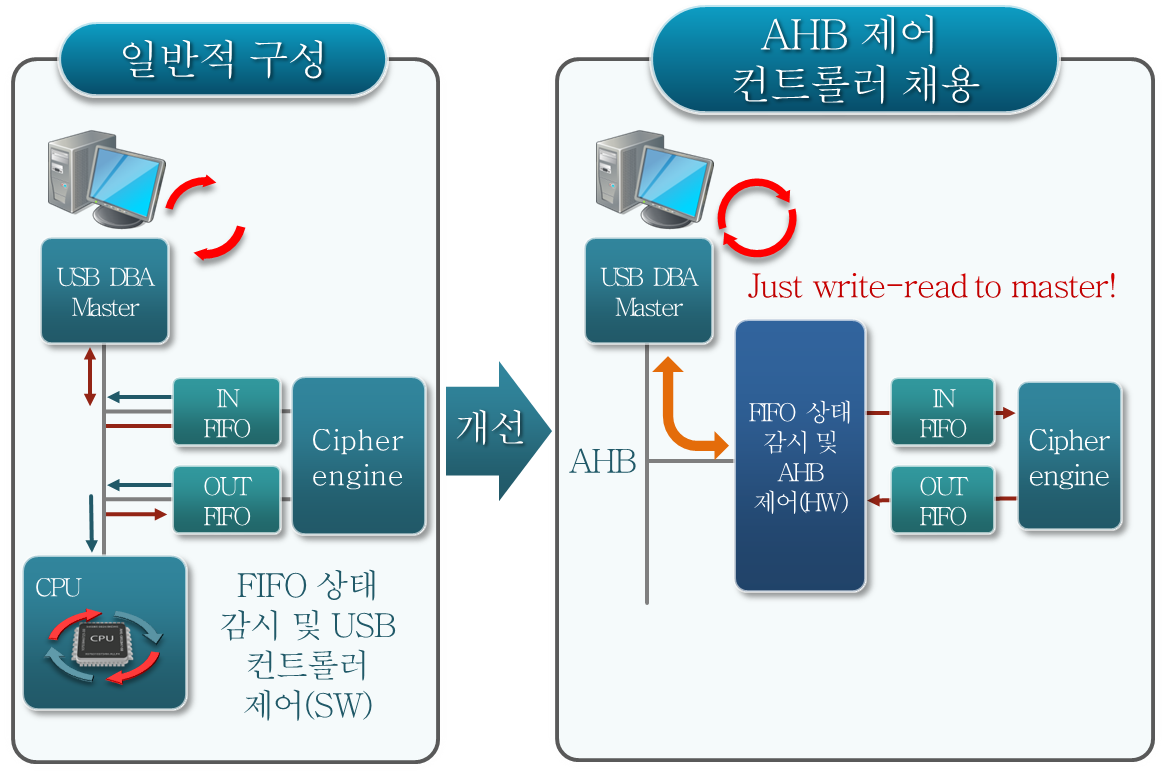 일반적 구성
USB DBA
Master
IN
FIFO
OUT
FIFO
Cipher
engine
CPU
CPU
FIFO 상태
감시 및 USB
컨트롤러
제어(SW)
개선
AHB 제어
컨트롤러 채용
USB DBA
Master
Just write-read to master!
AHB
FIFO 상태
감시 및
AHB
제어(HW)
IN
FIFO
OUT
FIFO
Cipher
engine